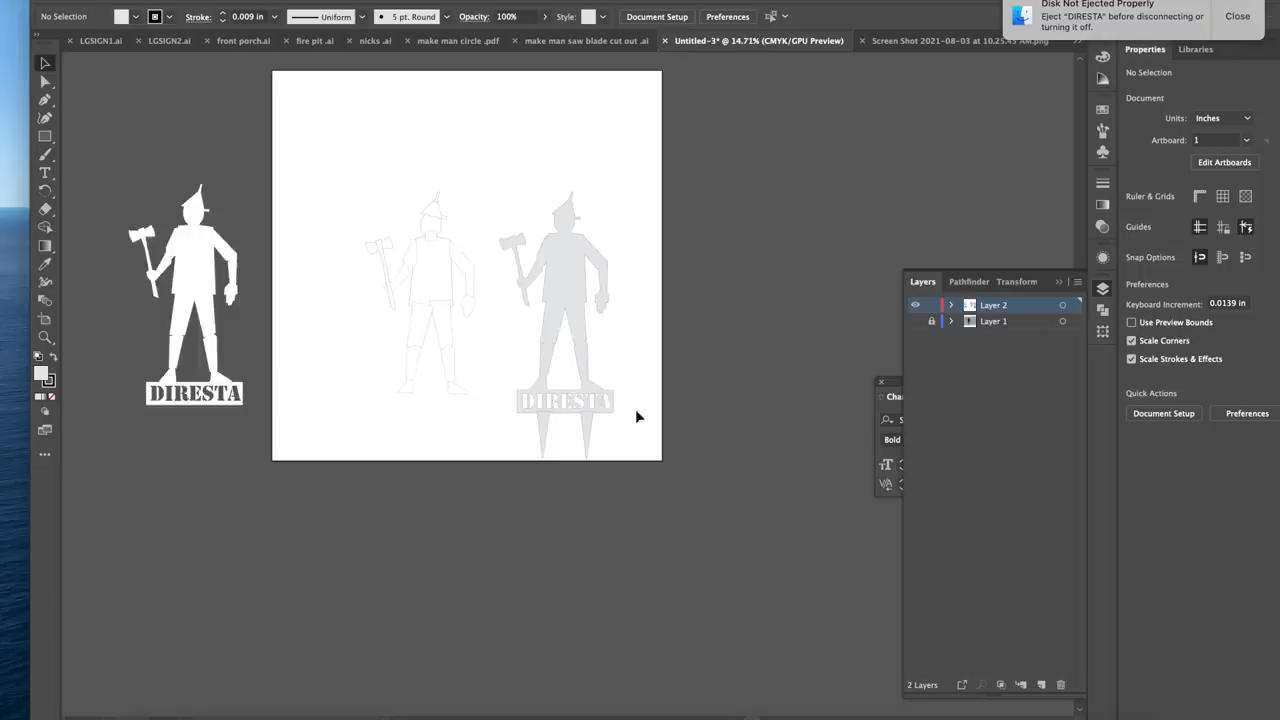 Disk Not Ejected Properly
Eject “DIRESTA” before disconnecting or
turning it off.
Close
No Selection
Stroke:
0.009 in
Uniform
5 pt. Round
Opacity:
100%
Style:
Document Setup
Preferences
LGSIGN1.ai
LGSIGN2.ai
front porch.ai
fire pit .ai
nicks .ai
make man circle .pdf
make man saw blade cut out .ai
Untitled-3* @ 14.71% (CMYK/GPU Preview)
Screen Shot 2021-08-03 at 10.25.45 AM.png
Properties
Libraries
No Selection
Document
Units:
Inches
Artboard:
1
Edit Artboards
Ruler & Grids
Guides
Snap Options
Preferences
Keyboard Increment:
0.0139 in
Use Preview Bounds
Scale Corners
Scale Strokes & Effects
Quick Actions
Document Setup
Preferences
Layers
Pathfinder
Transform
Layer 2
Layer 1
Cha
Bold
2 Layers
DIRESTA
DIRESTA